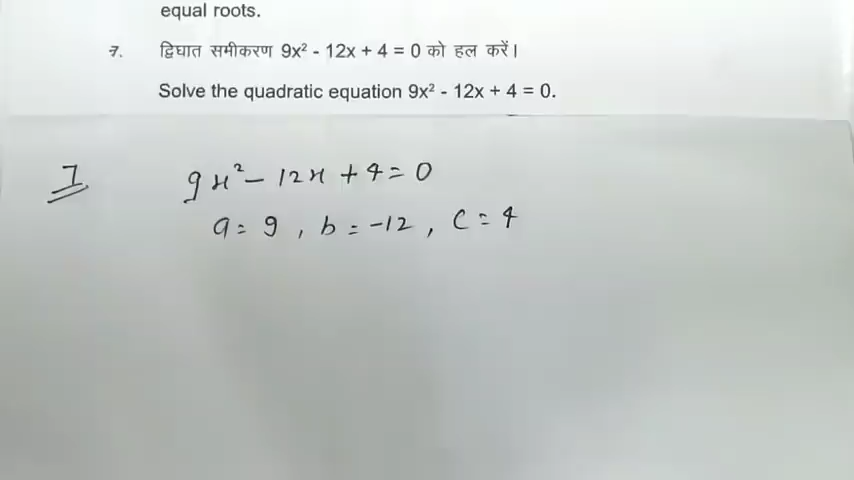 equal roots.
7. द्विघात समीकरण 9x² - 12x + 4 = 0 को हल करें।
Solve the quadratic equation 9x² - 12x + 4 = 0.
7 9x² - 12x + 4 = 0
a = 9 , b = -12 , c = 4